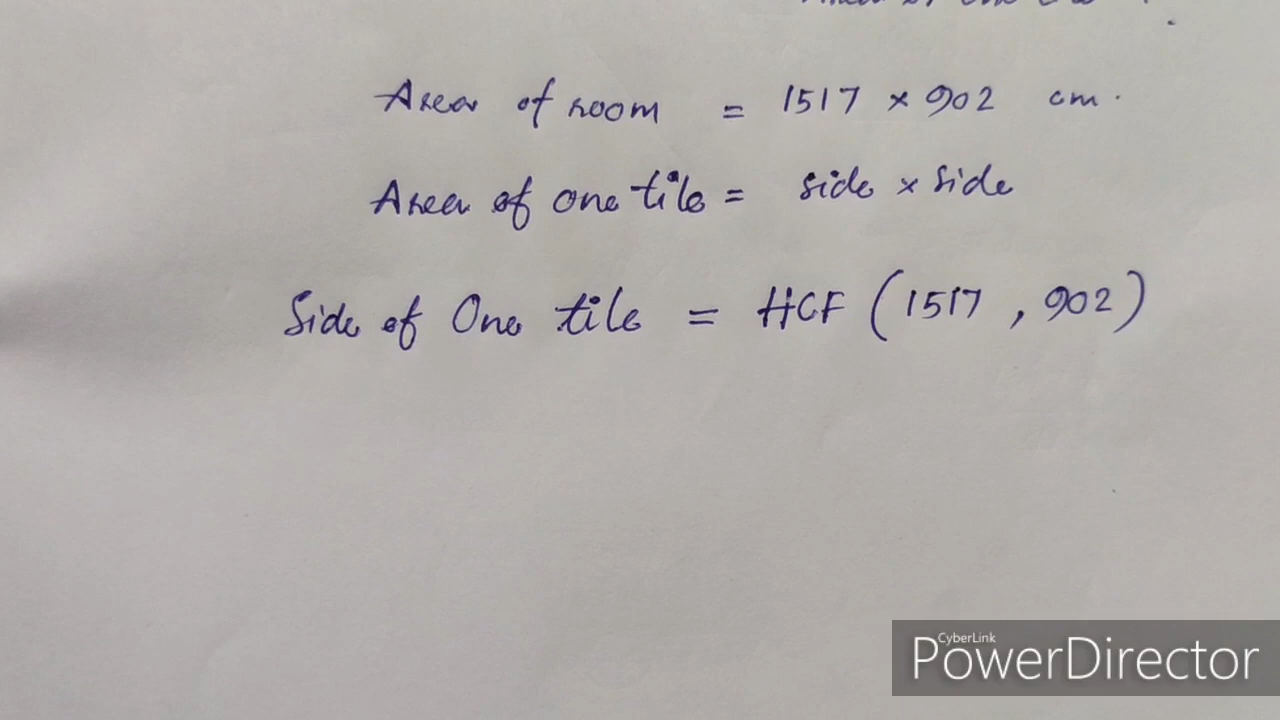 Area of room = 1517 × 902 cm.
Area of one tile = side × side
Side of One tile = HCF (1517, 902)
CyberLink
PowerDirector